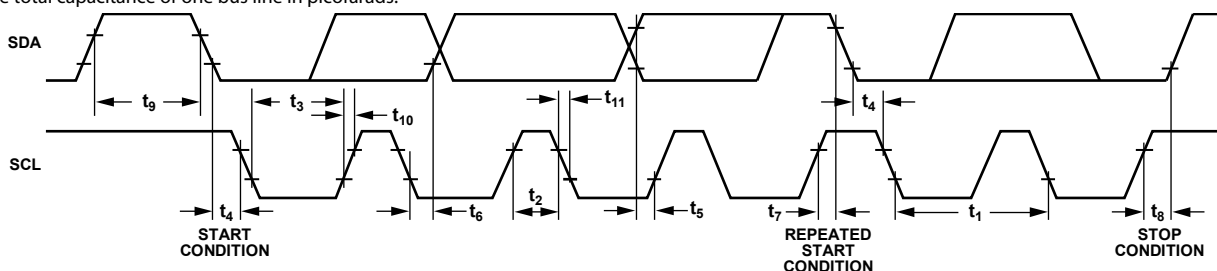 e total capacitance of one bus line in picofarads.
SDA
t9
t3
t10
t11
t4
SCL
t4
t6
t2
t5
t7
t1
t8
START
CONDITION
REPEATED
START
CONDITION
STOP
CONDITION